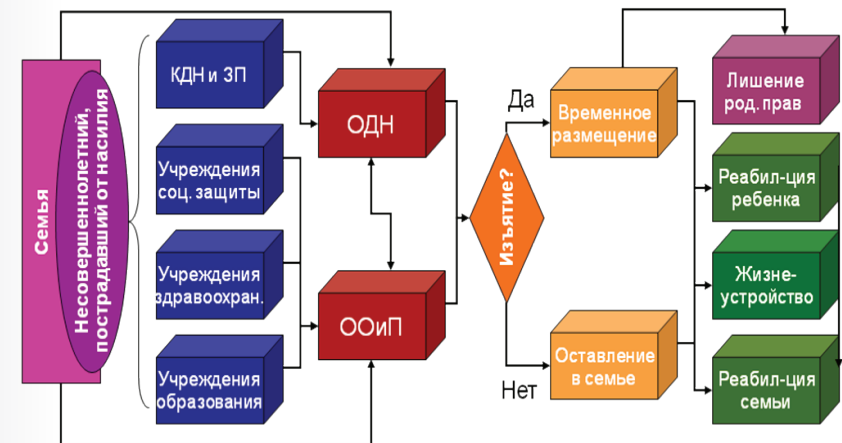 Семья
Несовершеннолетний,
пострадавший от насилия
КДН и ЗП
Учреждения
соц. защиты
Учреждения
здравоохран.
Учреждения
образования
ОДН
ООиП
Изъятие?
Да
Нет
Временное
размещение
Оставление
в семье
Лишение
род. прав
Реабил-ция
ребенка
Жизне-
устройство
Реабил-ция
семьи